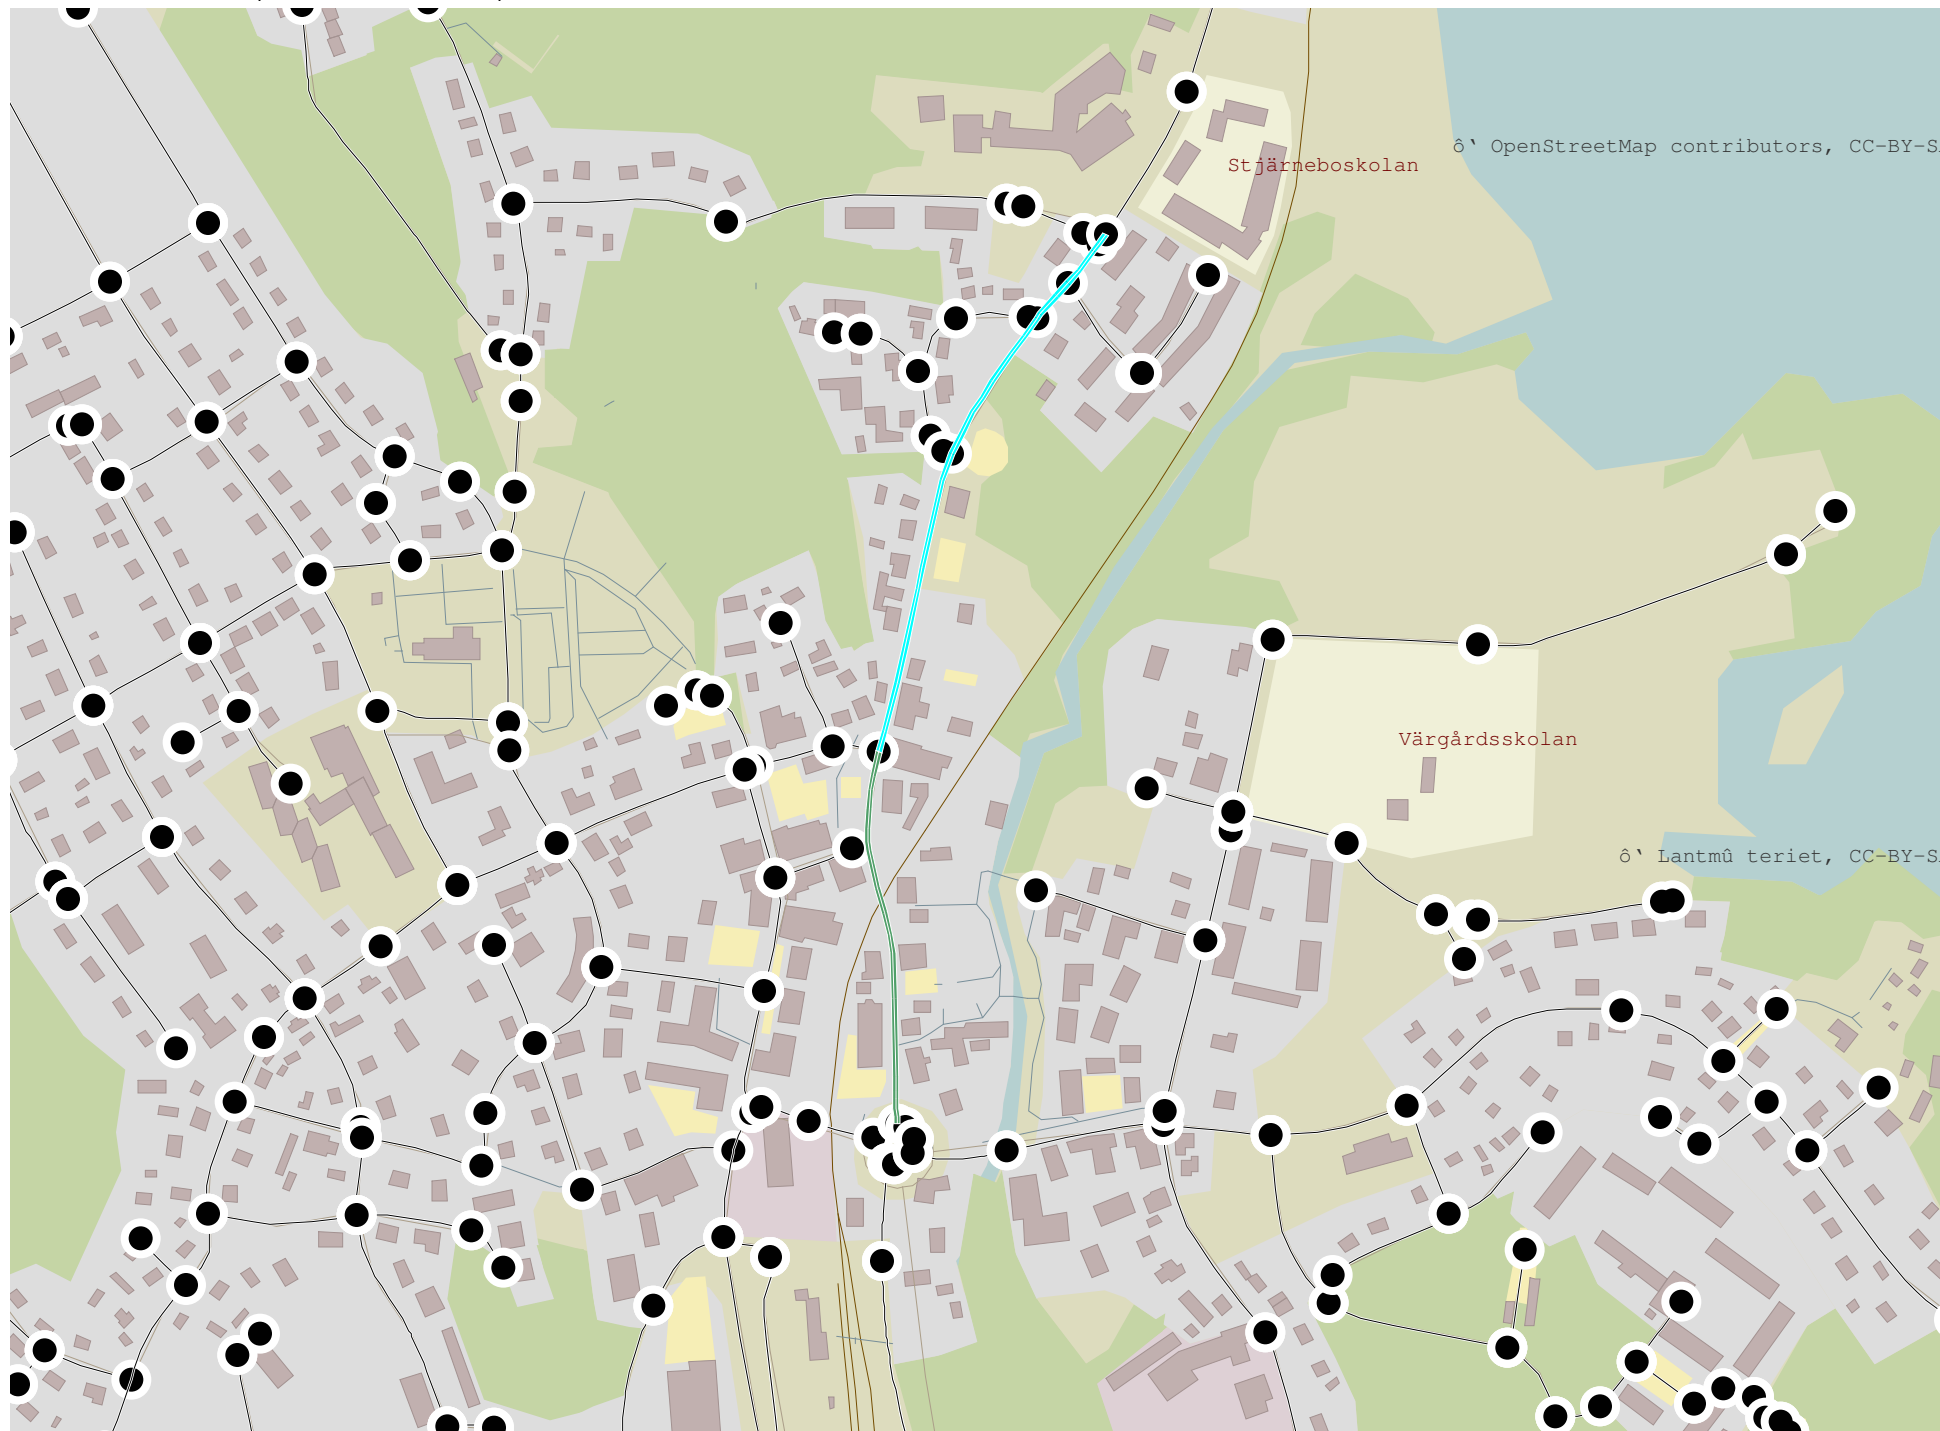 ô‘ OpenStreetMap contributors, CC-BY-S
Stjärneboskolan
Värgårdsskolan
ô‘ Lantmû teriet, CC-BY-S